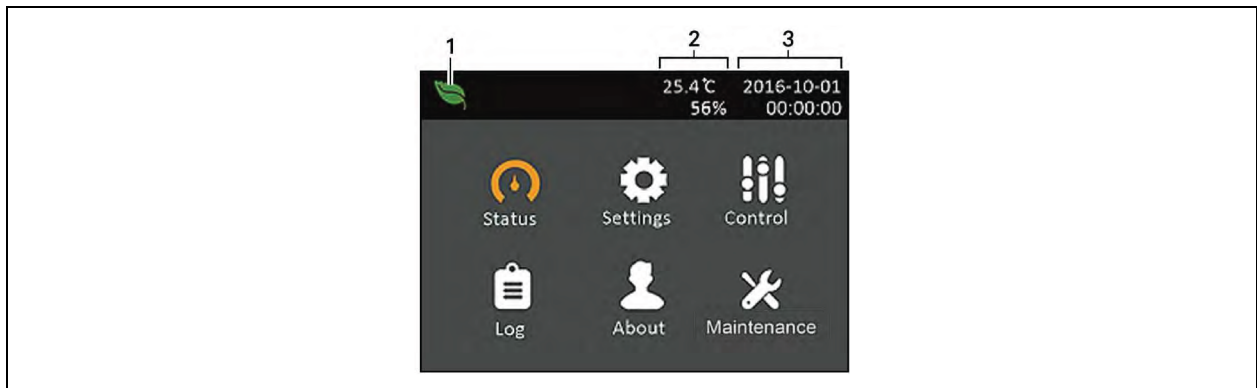 1 2 3
25.4℃ 2016-10-01
56% 00:00:00
Status Settings Control
Log About Maintenance